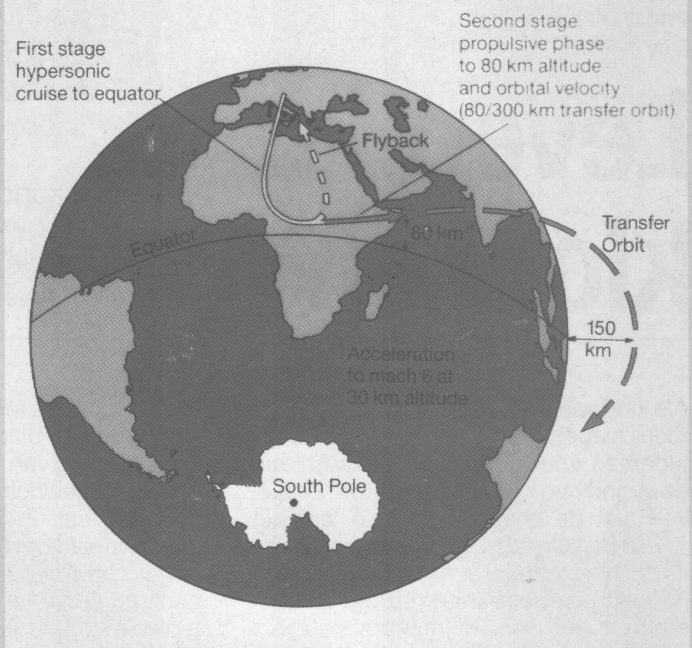 First stage
hypersonic
cruise to equator
Second stage
propulsive phase
to 80 km altitude
and orbital velocity
(80/300 km transfer orbit)
Flyback
Equator
80 km
Transfer
Orbit
150
km
Acceleration
to mach 6 at
30 km altitude
South Pole